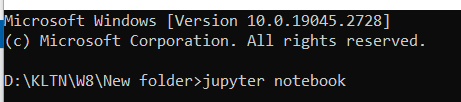 Microsoft Windows [Version 10.0.19045.2728]
(c) Microsoft Corporation. All rights reserved.
D:\KLTN\W8\New folder>jupyter notebook